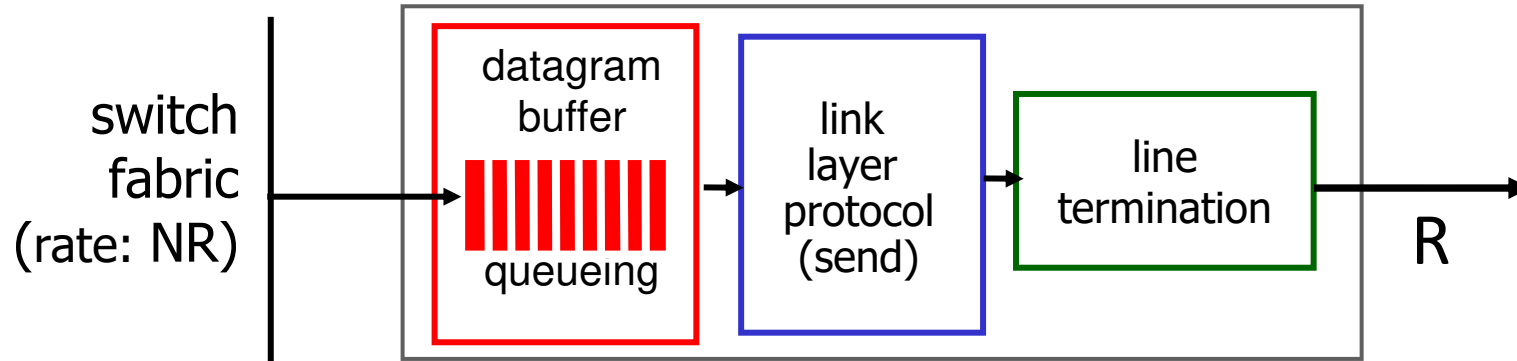 switch
fabric
(rate: NR)
datagram
buffer
queueing
link
layer
protocol
(send)
line
termination
R